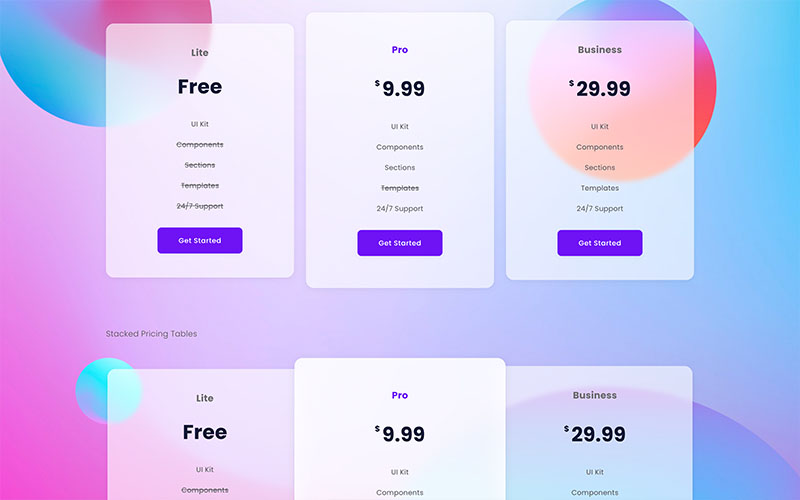 Lite
Free
UI Kit
Components
Sections
Templates
24/7 Support
Get Started
Pro
$9.99
UI Kit
Components
Sections
Templates
24/7 Support
Get Started
Business
$29.99
UI Kit
Components
Sections
Templates
24/7 Support
Get Started
Stacked Pricing Tables
Lite
Free
UI Kit
Components
Pro
$9.99
UI Kit
Components
Business
$29.99
UI Kit
Components